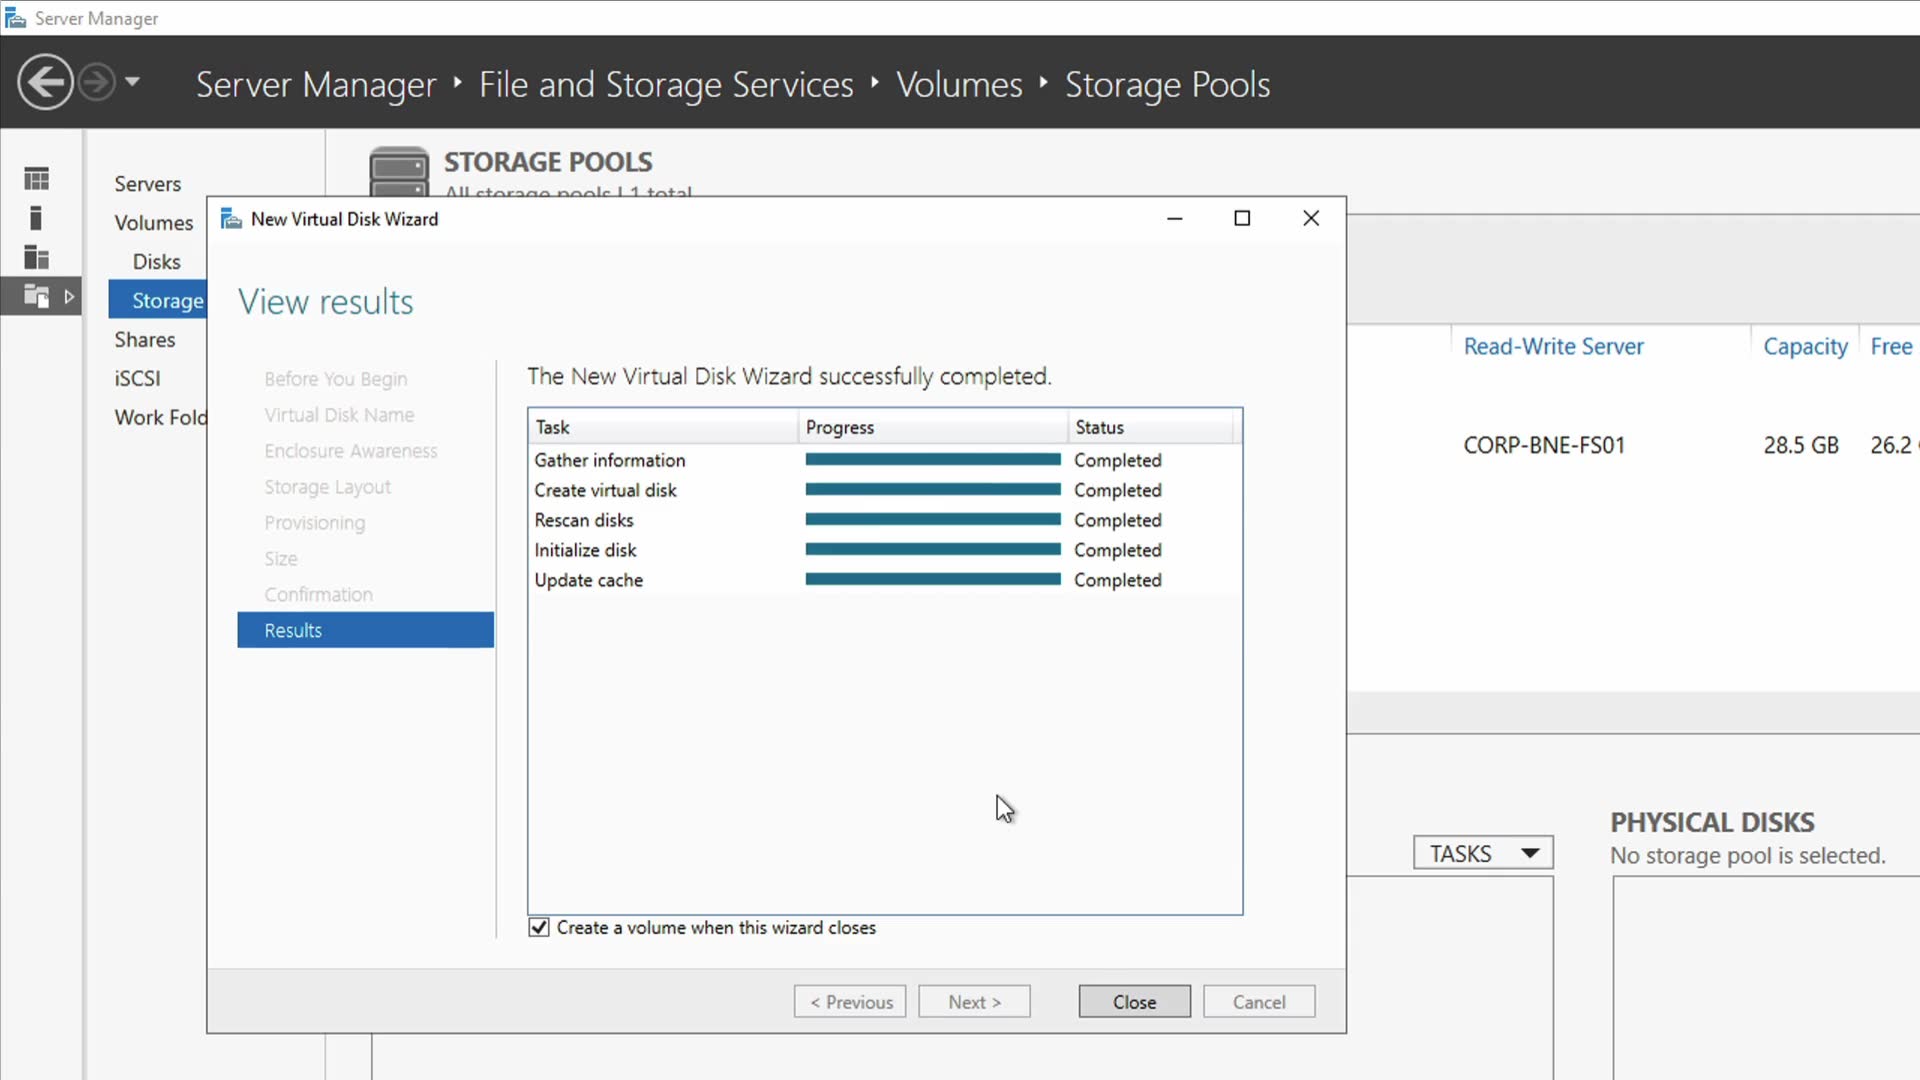 Server Manager
Server Manager ‣ File and Storage Services ‣ Volumes ‣ Storage Pools
Servers
Volumes
Disks
Storage
Shares
iSCSI
Work Fold
STORAGE POOLS
All storage pools | 1 total
Read-Write Server Capacity Free
CORP-BNE-FS01 28.5 GB 26.2
New Virtual Disk Wizard
View results
Before You Begin
Virtual Disk Name
Enclosure Awareness
Storage Layout
Provisioning
Size
Confirmation
Results
The New Virtual Disk Wizard successfully completed.
Task Progress Status
Gather information Completed
Create virtual disk Completed
Rescan disks Completed
Initialize disk Completed
Update cache Completed
Create a volume when this wizard closes
< Previous Next > Close Cancel
TASKS
PHYSICAL DISKS
No storage pool is selected.